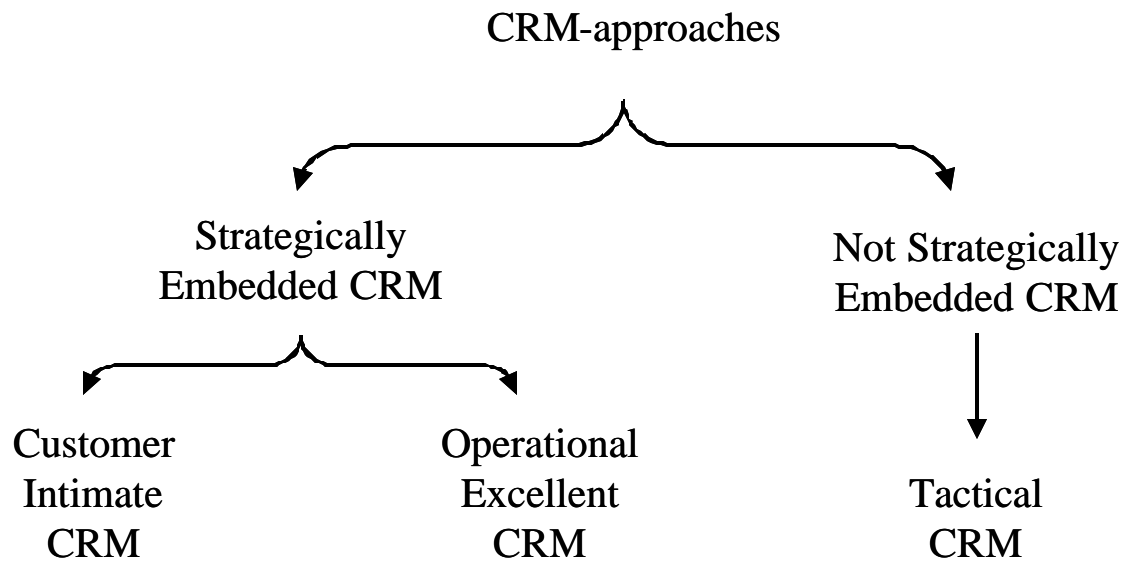 CRM-approaches
Strategically
Embedded CRM
Not Strategically
Embedded CRM
Customer
Intimate
CRM
Operational
Excellent
CRM
Tactical
CRM